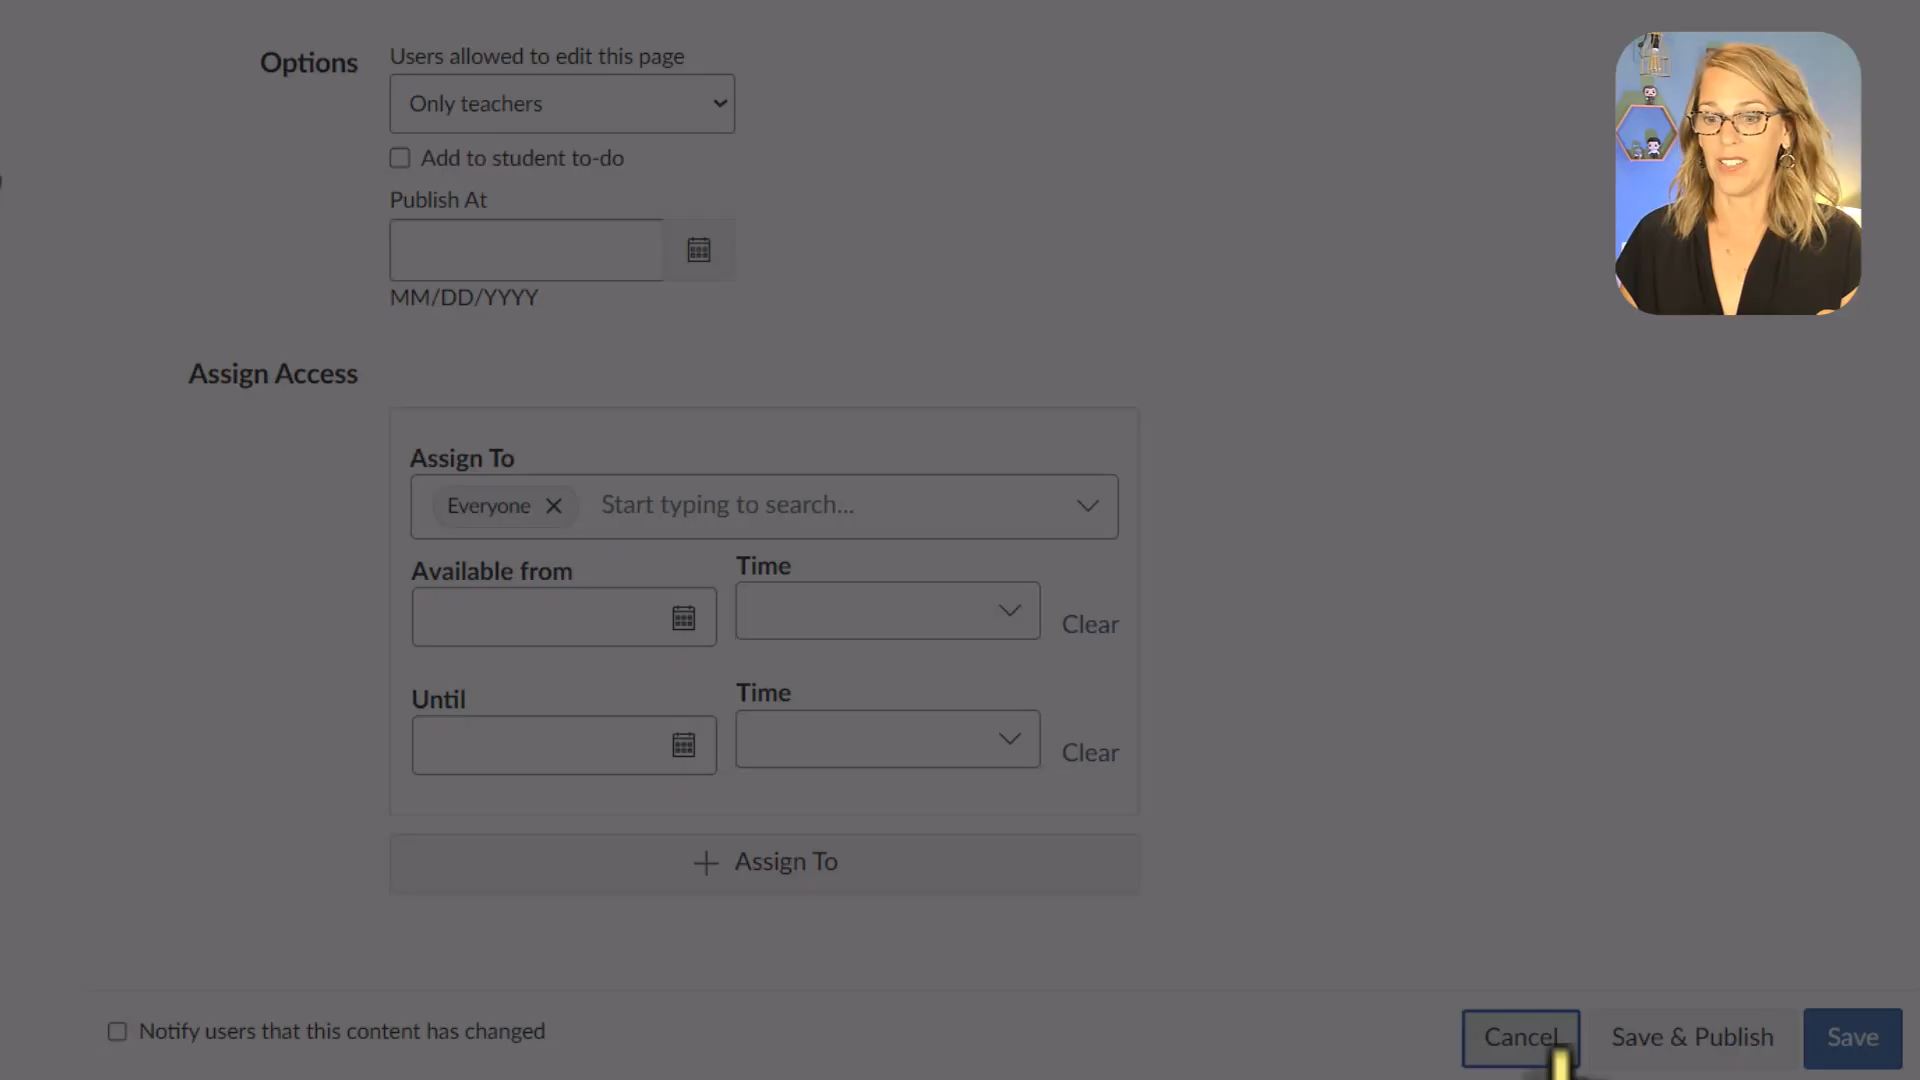 Options
Users allowed to edit this page
Only teachers
Add to student to-do
Publish At
MM/DD/YYYY
Assign Access
Assign To
Everyone Start typing to search...
Available from Time
Clear
Until Time
Clear
Assign To
Notify users that this content has changed
Cancel Save & Publish Save